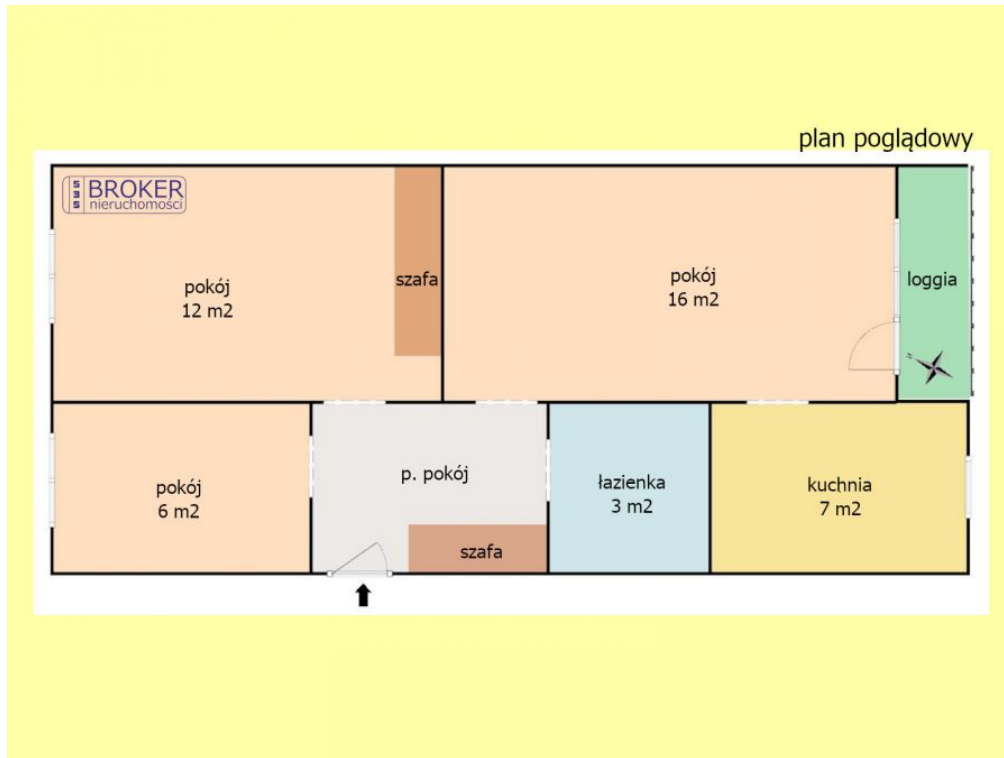 plan poglądowy
S3S BROKER
nieruchomości
pokój
12 m2
szafa
pokój
16 m2
loggia
pokój
6 m2
p. pokój
szafa
łazienka
3 m2
kuchnia
7 m2